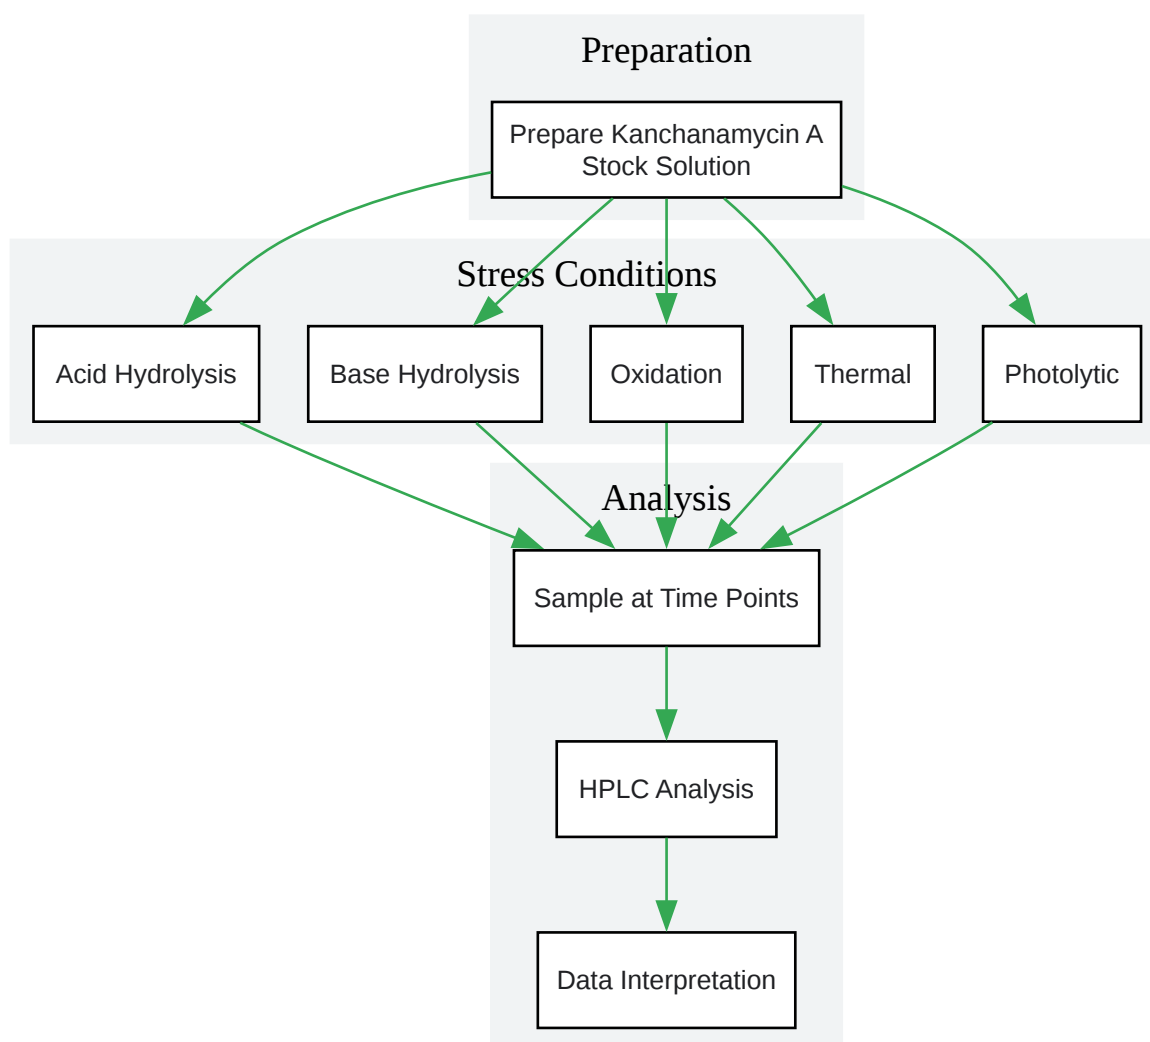 Preparation
Prepare Kanchanamycin A
Stock Solution
Stress Conditions
Acid Hydrolysis
Base Hydrolysis
Oxidation
Thermal
Photolytic
Analysis
Sample at Time Points
HPLC Analysis
Data Interpretation